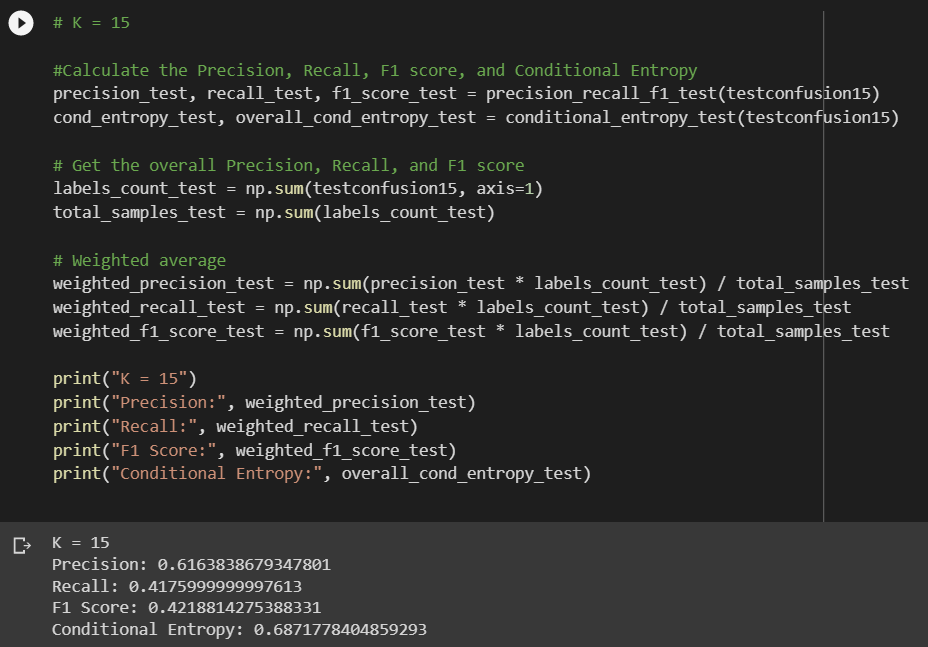 # K = 15
#Calculate the Precision, Recall, F1 score, and Conditional Entropy
precision_test, recall_test, f1_score_test = precision_recall_f1_test(testconfusion15)
cond_entropy_test, overall_cond_entropy_test = conditional_entropy_test(testconfusion15)
# Get the overall Precision, Recall, and F1 score
labels_count_test = np.sum(testconfusion15, axis=1)
total_samples_test = np.sum(labels_count_test)
# Weighted average
weighted_precision_test = np.sum(precision_test * labels_count_test) / total_samples_test
weighted_recall_test = np.sum(recall_test * labels_count_test) / total_samples_test
weighted_f1_score_test = np.sum(f1_score_test * labels_count_test) / total_samples_test
print("K = 15")
print("Precision:", weighted_precision_test)
print("Recall:", weighted_recall_test)
print("F1 Score:", weighted_f1_score_test)
print("Conditional Entropy:", overall_cond_entropy_test)
K = 15
Precision: 0.6163838679347801
Recall: 0.4175999999997613
F1 Score: 0.4218814275388331
Conditional Entropy: 0.6871778404859293